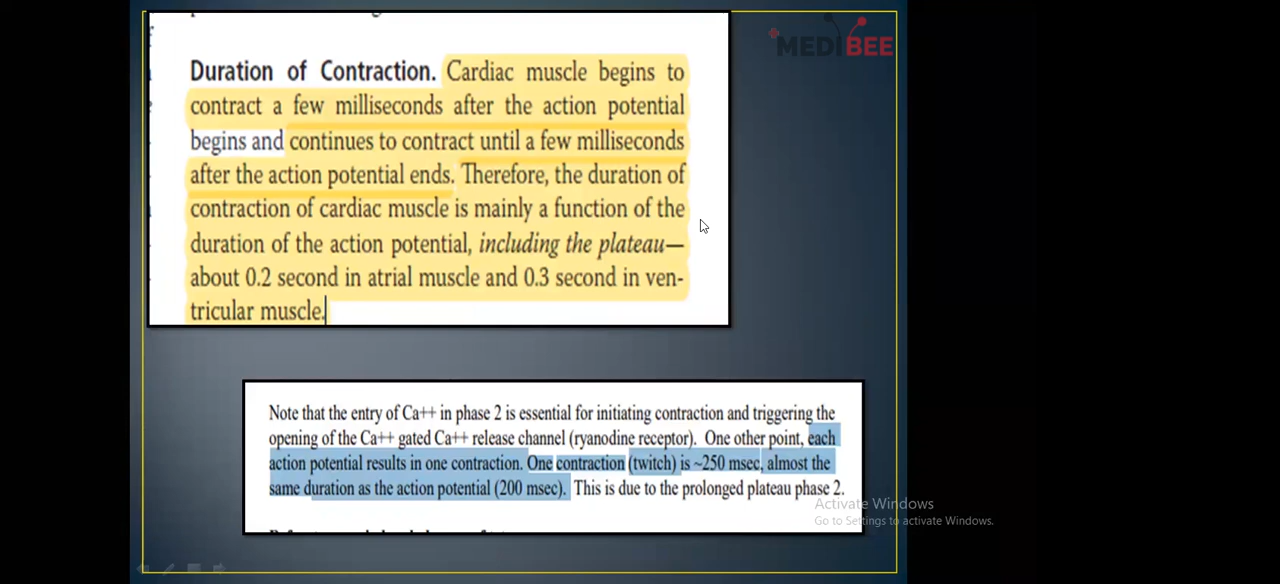 MEDIBEE
Duration of Contraction. Cardiac muscle begins to
contract a few milliseconds after the action potential
begins and continues to contract until a few milliseconds
after the action potential ends. Therefore, the duration of
contraction of cardiac muscle is mainly a function of the
duration of the action potential, including the plateau—
about 0.2 second in atrial muscle and 0.3 second in ven-
tricular muscle.
Note that the entry of Ca++ in phase 2 is essential for initiating contraction and triggering the
opening of the Ca++ gated Ca++ release channel (ryanodine receptor). One other point, each
action potential results in one contraction. One contraction (twitch) is ~250 msec, almost the
same duration as the action potential (200 msec). This is due to the prolonged plateau phase 2.
Activate Windows
Go to Settings to activate Windows.